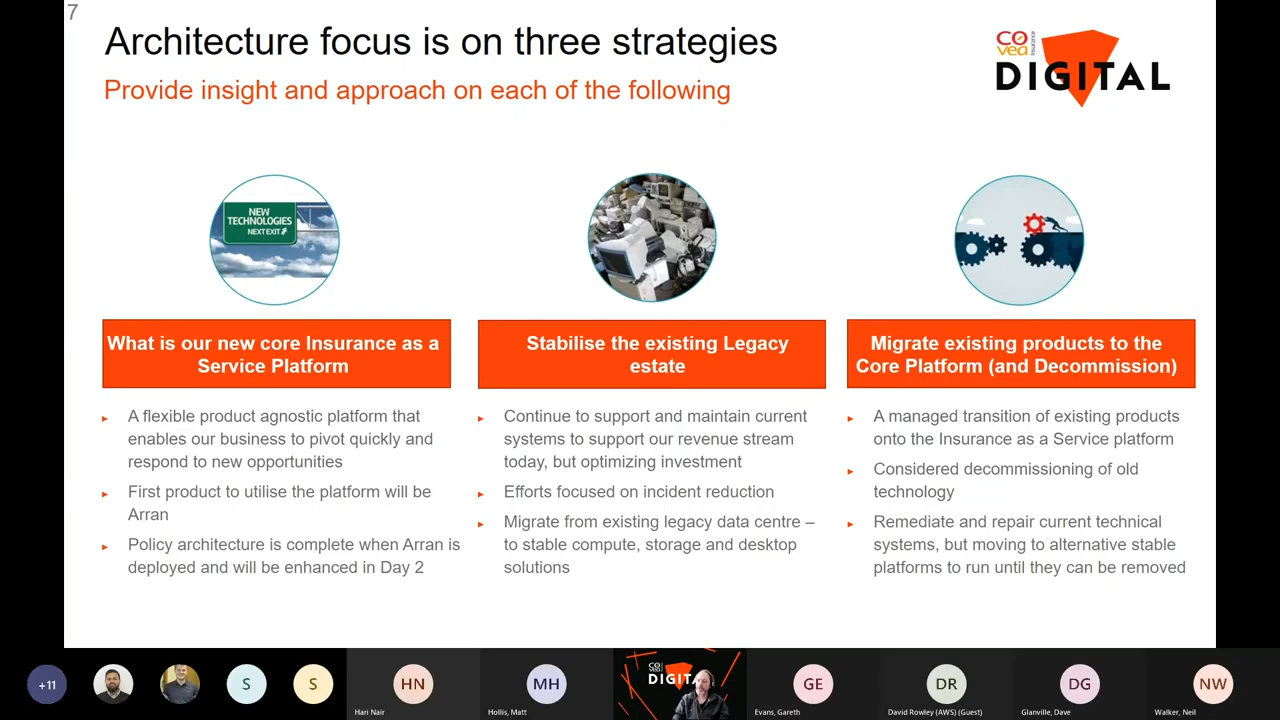 7
Architecture focus is on three strategies
Provide insight and approach on each of the following
COvea insurance
DIGITAL
NEW
TECHNOLOGIES
NEXT EXIT
What is our new core Insurance as a
Service Platform
▸ A flexible product agnostic platform that
enables our business to pivot quickly and
respond to new opportunities
▸ First product to utilise the platform will be
Arran
▸ Policy architecture is complete when Arran is
deployed and will be enhanced in Day 2
Stabilise the existing Legacy
estate
▸ Continue to support and maintain current
systems to support our revenue stream
today, but optimizing investment
▸ Efforts focused on incident reduction
▸ Migrate from existing legacy data centre –
to stable compute, storage and desktop
solutions
Migrate existing products to the
Core Platform (and Decommission)
▸ A managed transition of existing products
onto the Insurance as a Service platform
▸ Considered decommissioning of old
technology
▸ Remediate and repair current technical
systems, but moving to alternative stable
platforms to run until they can be removed
+11
S
S
HN
Hari Nair
MH
Hollis, Matt
COvea
DIGITA
GE
Evans, Gareth
DR
David Rowley (AWS) (Guest)
DG
Glanville, Dave
NW
Walker, Neil